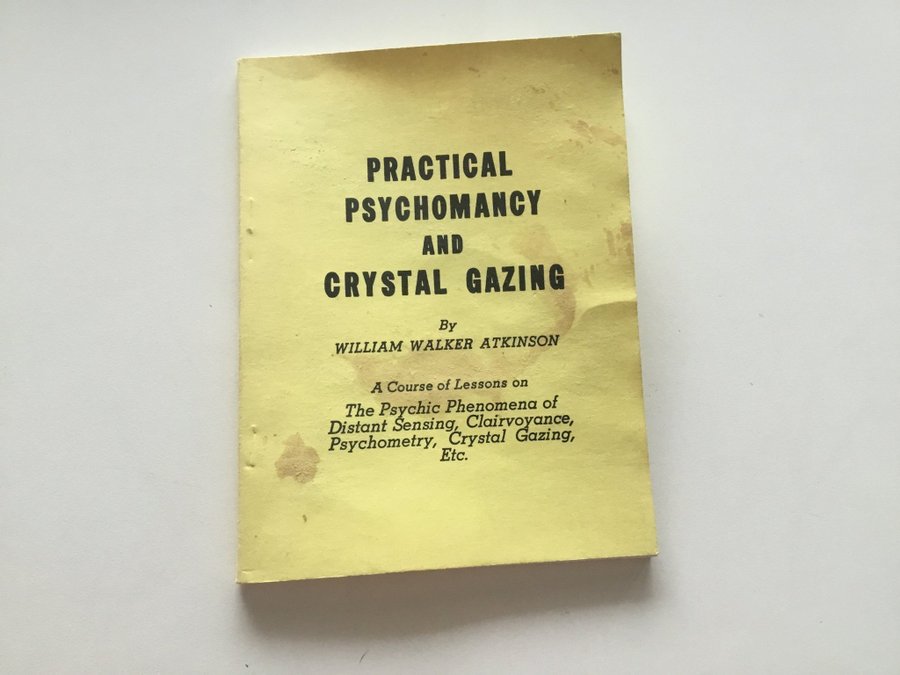 PRACTICAL
PSYCHOMANCY
AND
CRYSTAL GAZING
By
WILLIAM WALKER ATKINSON
A Course of Lessons on
The Psychic Phenomena of
Distant Sensing, Clairvoyance,
Psychometry, Crystal Gazing,
Etc.